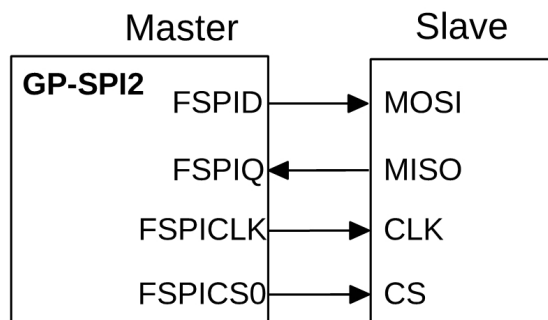 Master Slave
GP-SPI2
FSPID MOSI
FSPIQ MISO
FSPICLK CLK
FSPICS0 CS